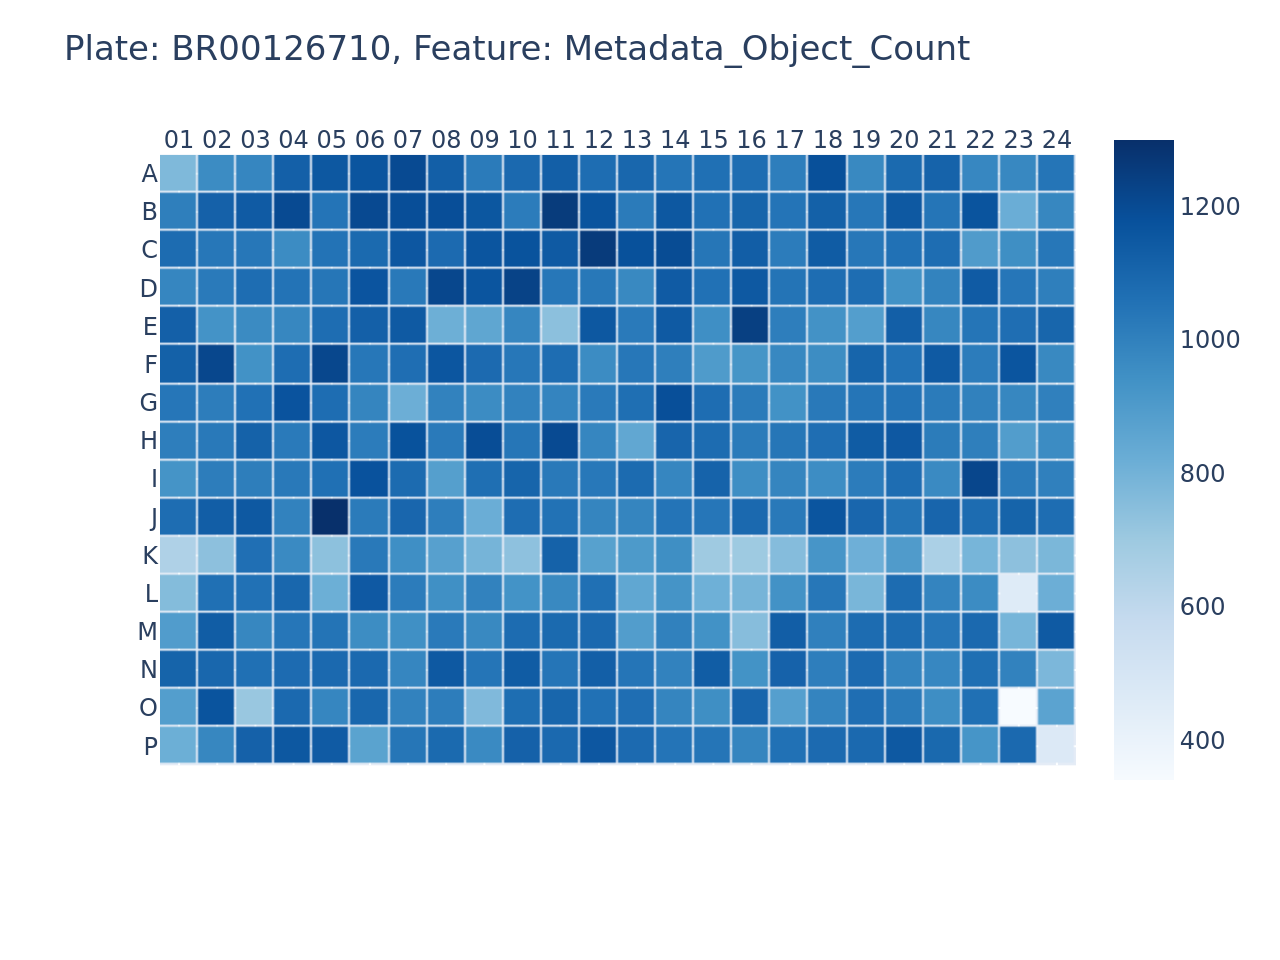 Plate: BR00126710, Feature: Metadata_Object_Count
01 02 03 04 05 06 07 08 09 10 11 12 13 14 15 16 17 18 19 20 21 22 23 24
A
B
C
D
E
F
G
H
I
J
K
L
M
N
O
P
1200
1000
800
600
400